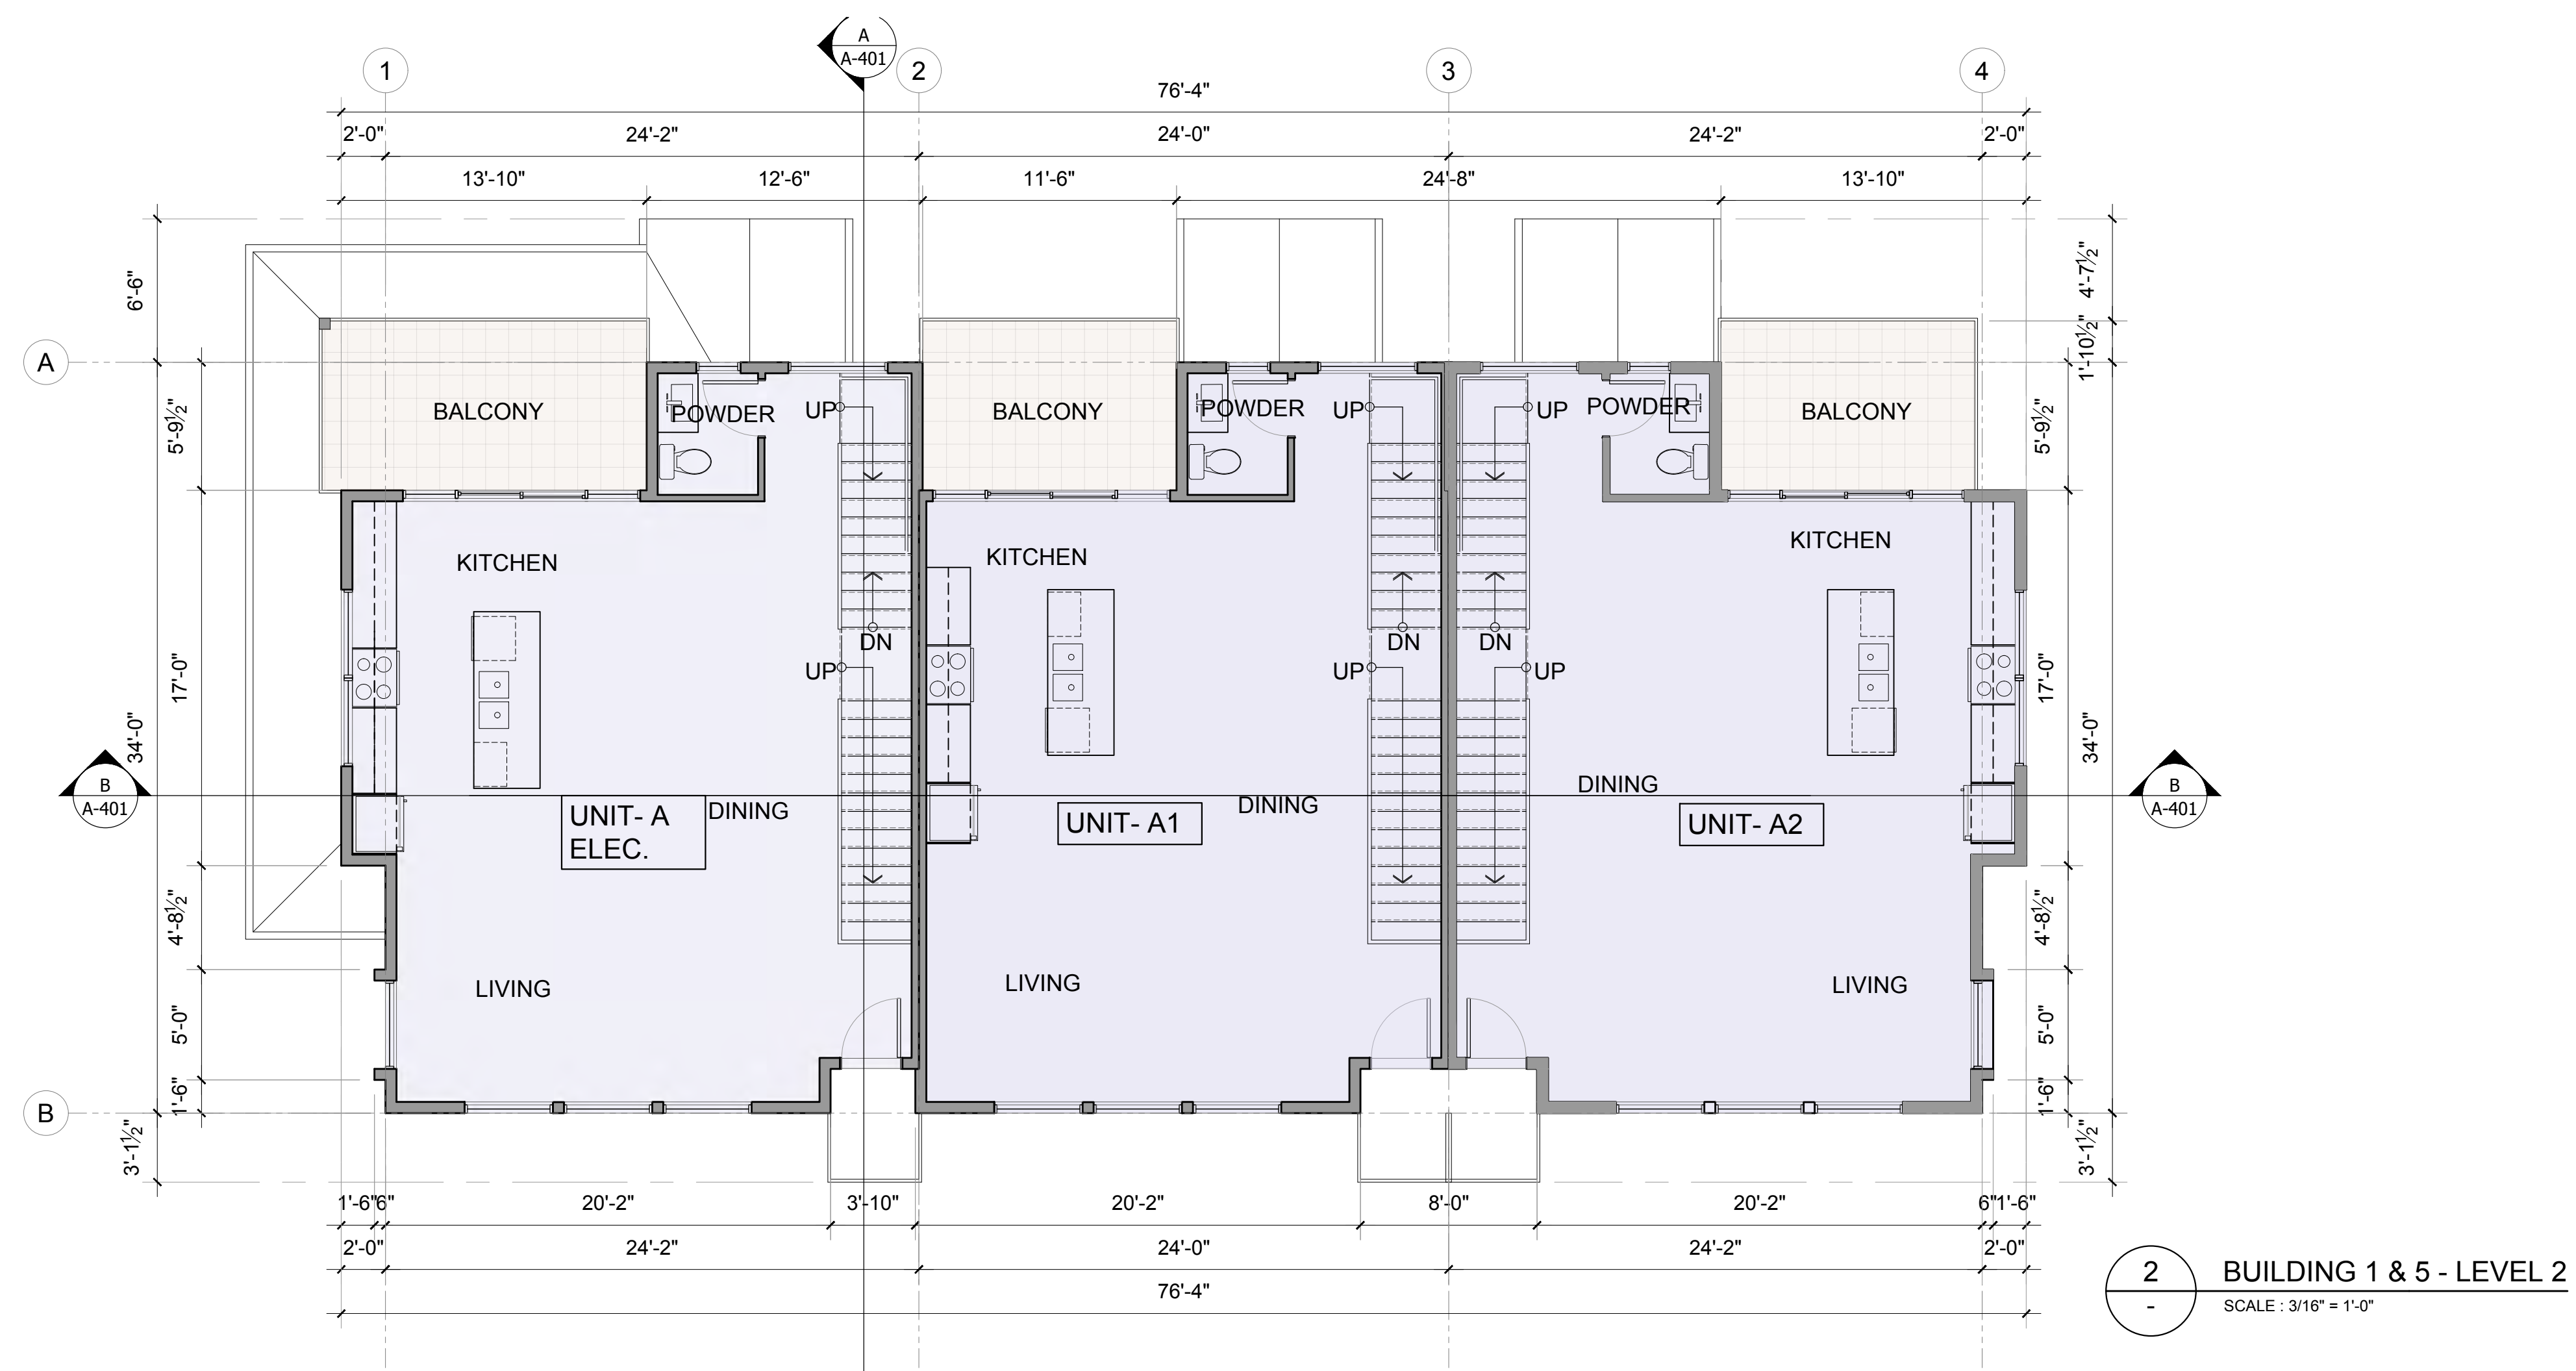 A
A-401
1
2
3
4
76'-4"
2'-0"
24'-2"
24'-0"
24'-2"
2'-0"
13'-10"
12'-6"
11'-6"
24'-8"
13'-10"
6'-6"
4'-7½"
1'-10½"
A
5'-9½"
5'-9½"
BALCONY
POWDER
UP
BALCONY
POWDER
UP
UP
POWDER
BALCONY
KITCHEN
KITCHEN
KITCHEN
DN
DN
DN
UP
UP
UP
17'-0"
17'-0"
34'-0"
34'-0"
B
A-401
B
A-401
UNIT- A
ELEC.
DINING
UNIT- A1
DINING
DINING
UNIT- A2
4'-8½"
4'-8½"
LIVING
LIVING
LIVING
5'-0"
5'-0"
1'-6"
1'-6"
B
3'-1½"
3'-1½"
1'-6"
6"
20'-2"
3'-10"
20'-2"
8'-0"
20'-2"
6"
1'-6"
2'-0"
24'-2"
24'-0"
24'-2"
2'-0"
76'-4"
2
-
BUILDING 1 & 5 - LEVEL 2
SCALE : 3/16" = 1'-0"